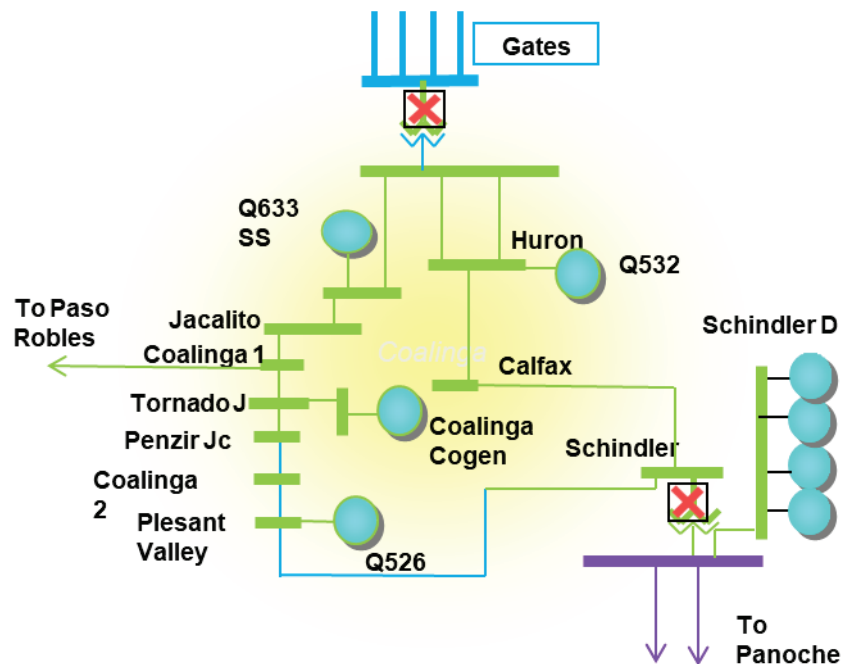 Gates
Q633
SS
Huron
Q532
To Paso
Robles
Jacalito
Schindler D
Coalinga 1
Coalinga
Calfax
Tornado J
Coalinga
Cogen
Penzir Jc
Schindler
Coalinga
2
Plesant
Valley
Q526
To
Panoche